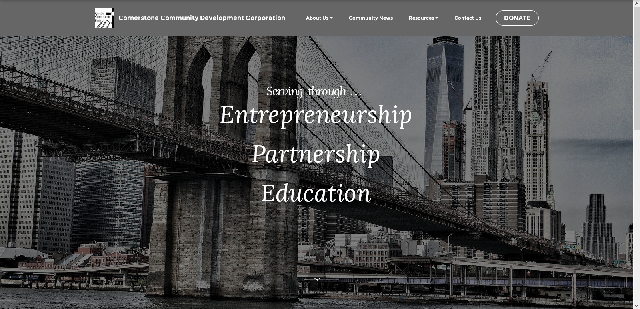 Cornerstone Community Development Corporation
About Us
Community News
Resources
Contact Us
DONATE
Serving through ...
Entrepreneurship
Partnership
Education